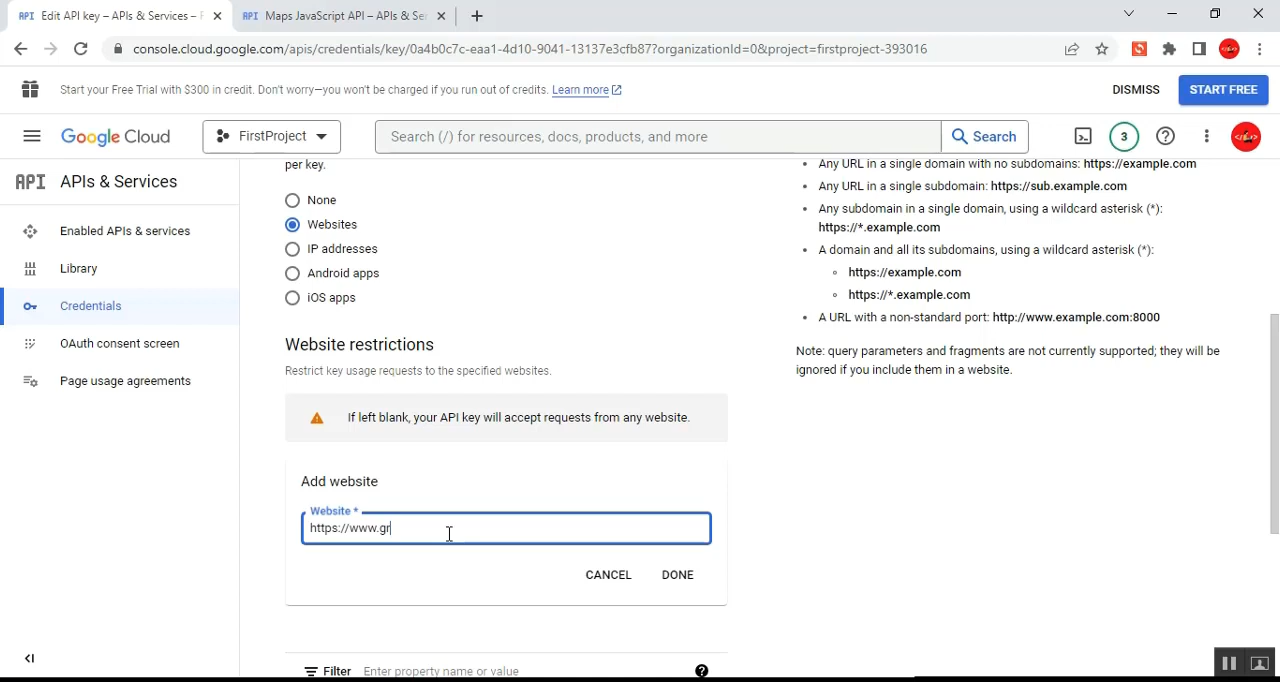 API Edit API key – APIs & Services – F
API Maps JavaScript API – APIs & Ser
console.cloud.google.com/apis/credentials/key/0a4b0c7c-eaa1-4d10-9041-13137e3cfb87?organizationId=0&project=firstproject-393016
Start your Free Trial with $300 in credit. Don't worry—you won't be charged if you run out of credits. Learn more
DISMISS
START FREE
Google Cloud
FirstProject
Search (/) for resources, docs, products, and more
Search
3
API APIs & Services
Enabled APIs & services
Library
Credentials
OAuth consent screen
Page usage agreements
per key.
None
Websites
IP addresses
Android apps
iOS apps
Website restrictions
Restrict key usage requests to the specified websites.
If left blank, your API key will accept requests from any website.
Add website
Website *
https://www.gr
CANCEL
DONE
Filter Enter property name or value
• Any URL in a single domain with no subdomains: https://example.com
• Any URL in a single subdomain: https://sub.example.com
• Any subdomain in a single domain, using a wildcard asterisk (*):
https://*.example.com
• A domain and all its subdomains, using a wildcard asterisk (*):
https://example.com
https://*.example.com
• A URL with a non-standard port: http://www.example.com:8000
Note: query parameters and fragments are not currently supported; they will be
ignored if you include them in a website.